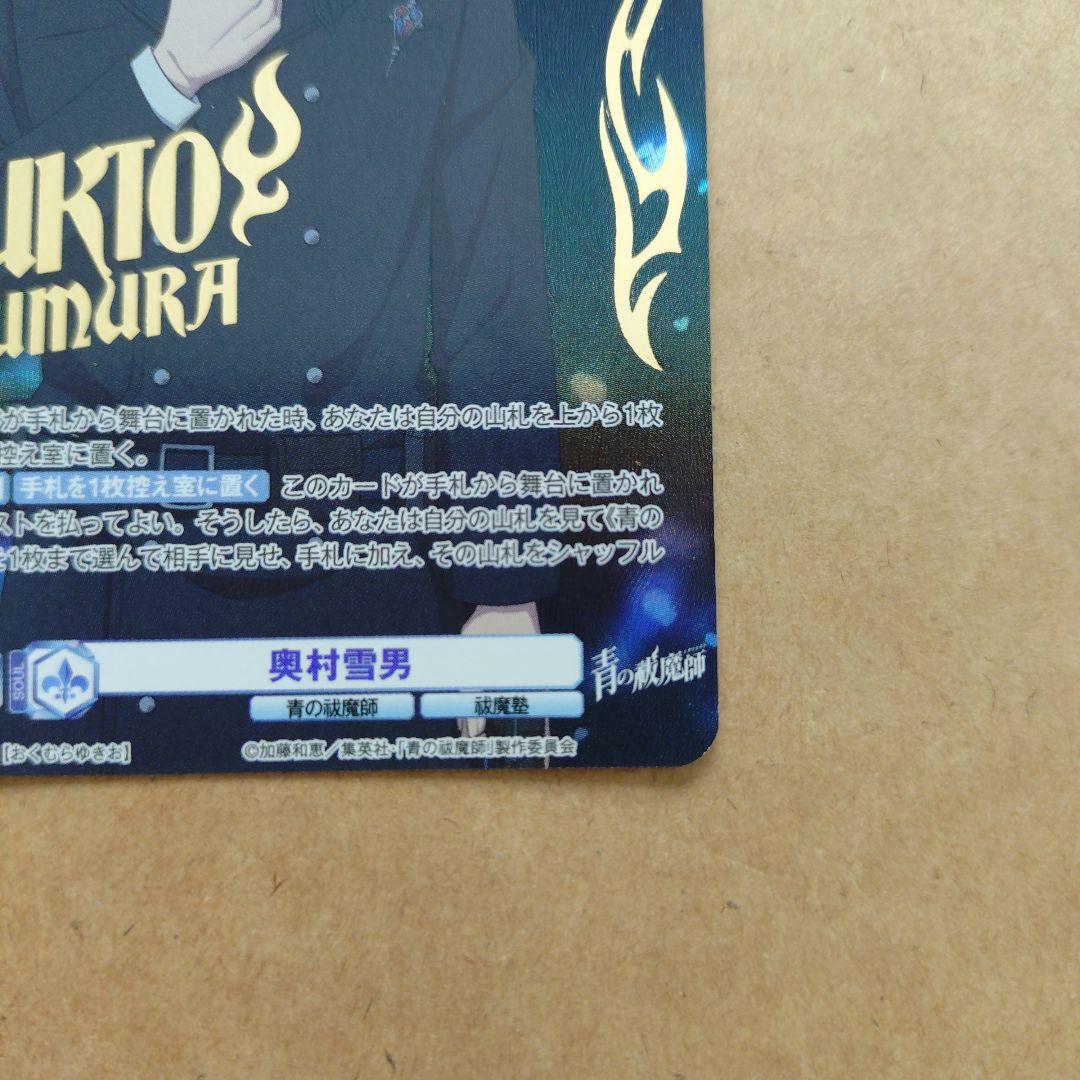 UKIO
UMURA
が手札から舞台に置かれた時、あなたは自分の山札を上から1枚
控え室に置く。
手札を1枚控え室に置く このカードが手札から舞台に置かれ
ストを払ってよい。そうしたら、あなたは自分の山札を見て《青の
を1枚まで選んで相手に見せ、手札に加え、その山札をシャッフル
SOUL
奥村雪男
青の祓魔師
青の祓魔師 祓魔塾
【おくむらゆきお】 ©加藤和恵／集英社・「青の祓魔師」製作委員会